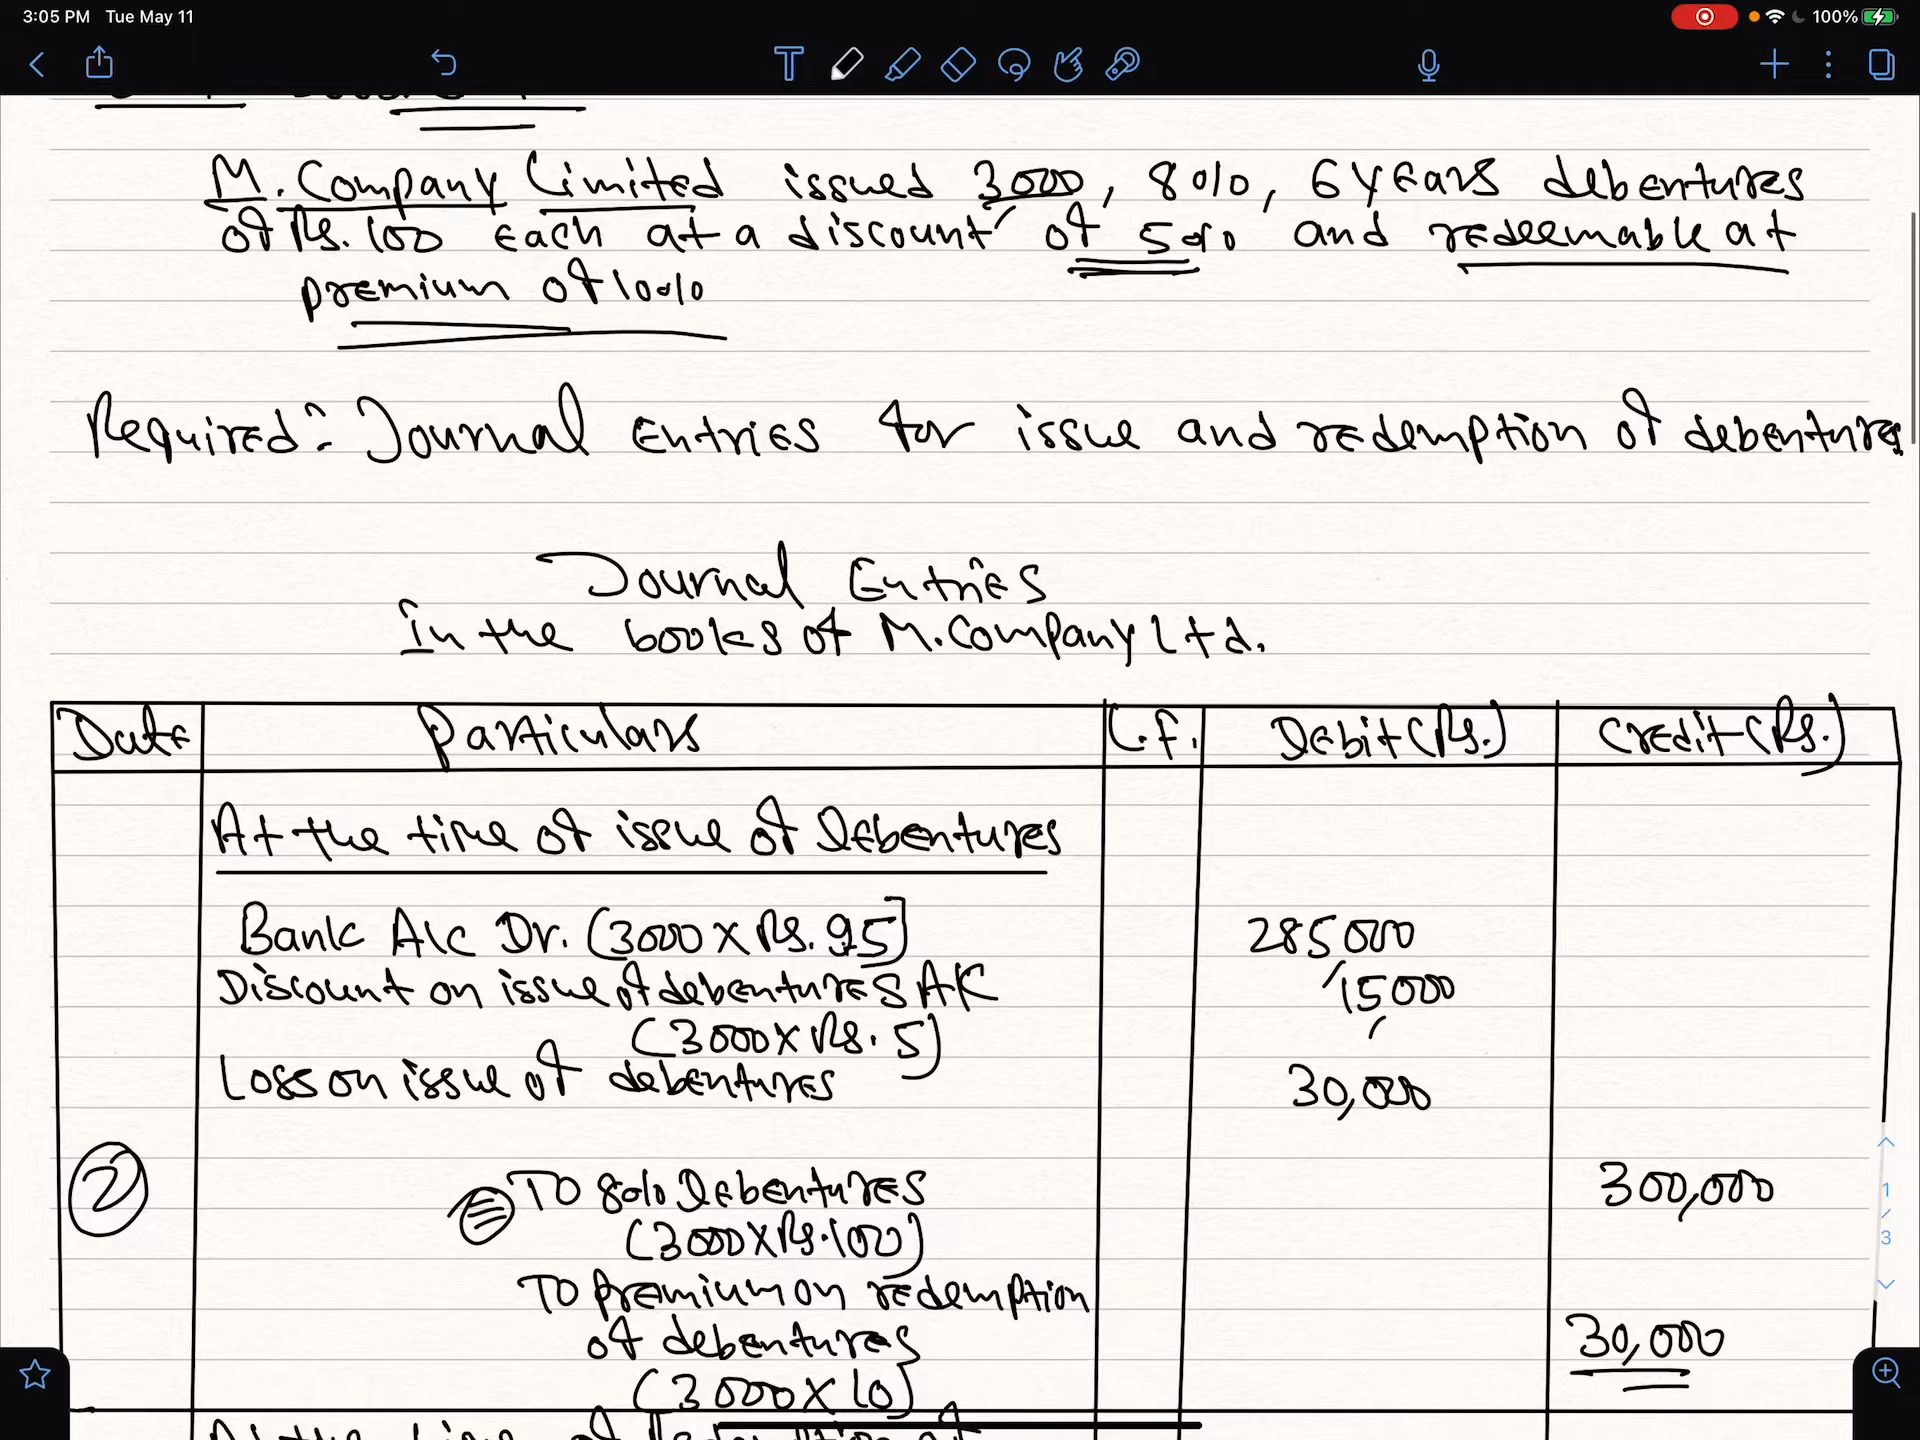 3:05 PM Tue May 11
100%
M. Company Limited issued 3000, 8%, 6 years debentures
of Rs. 100 each at a discount of 5% and redeemable at
premium of 10%
Required: Journal Entries for issue and redemption of debentures.
Journal Entries
In the books of M. Company Ltd.
Date Particulars L.f. Debit (Rs.) Credit (Rs.)
At the time of issue of Debentures
Bank A/c Dr. (3000 X Rs. 95) 285000
Discount on issue of debentures A/c 15,000
(3000 X Rs. 5)
Loss on issue of debentures 30,000
2 To 8% Debentures 300,000
(3000 X Rs. 100)
To premium on redemption
of debentures 30,000
(3000 X 10)
1
/
3